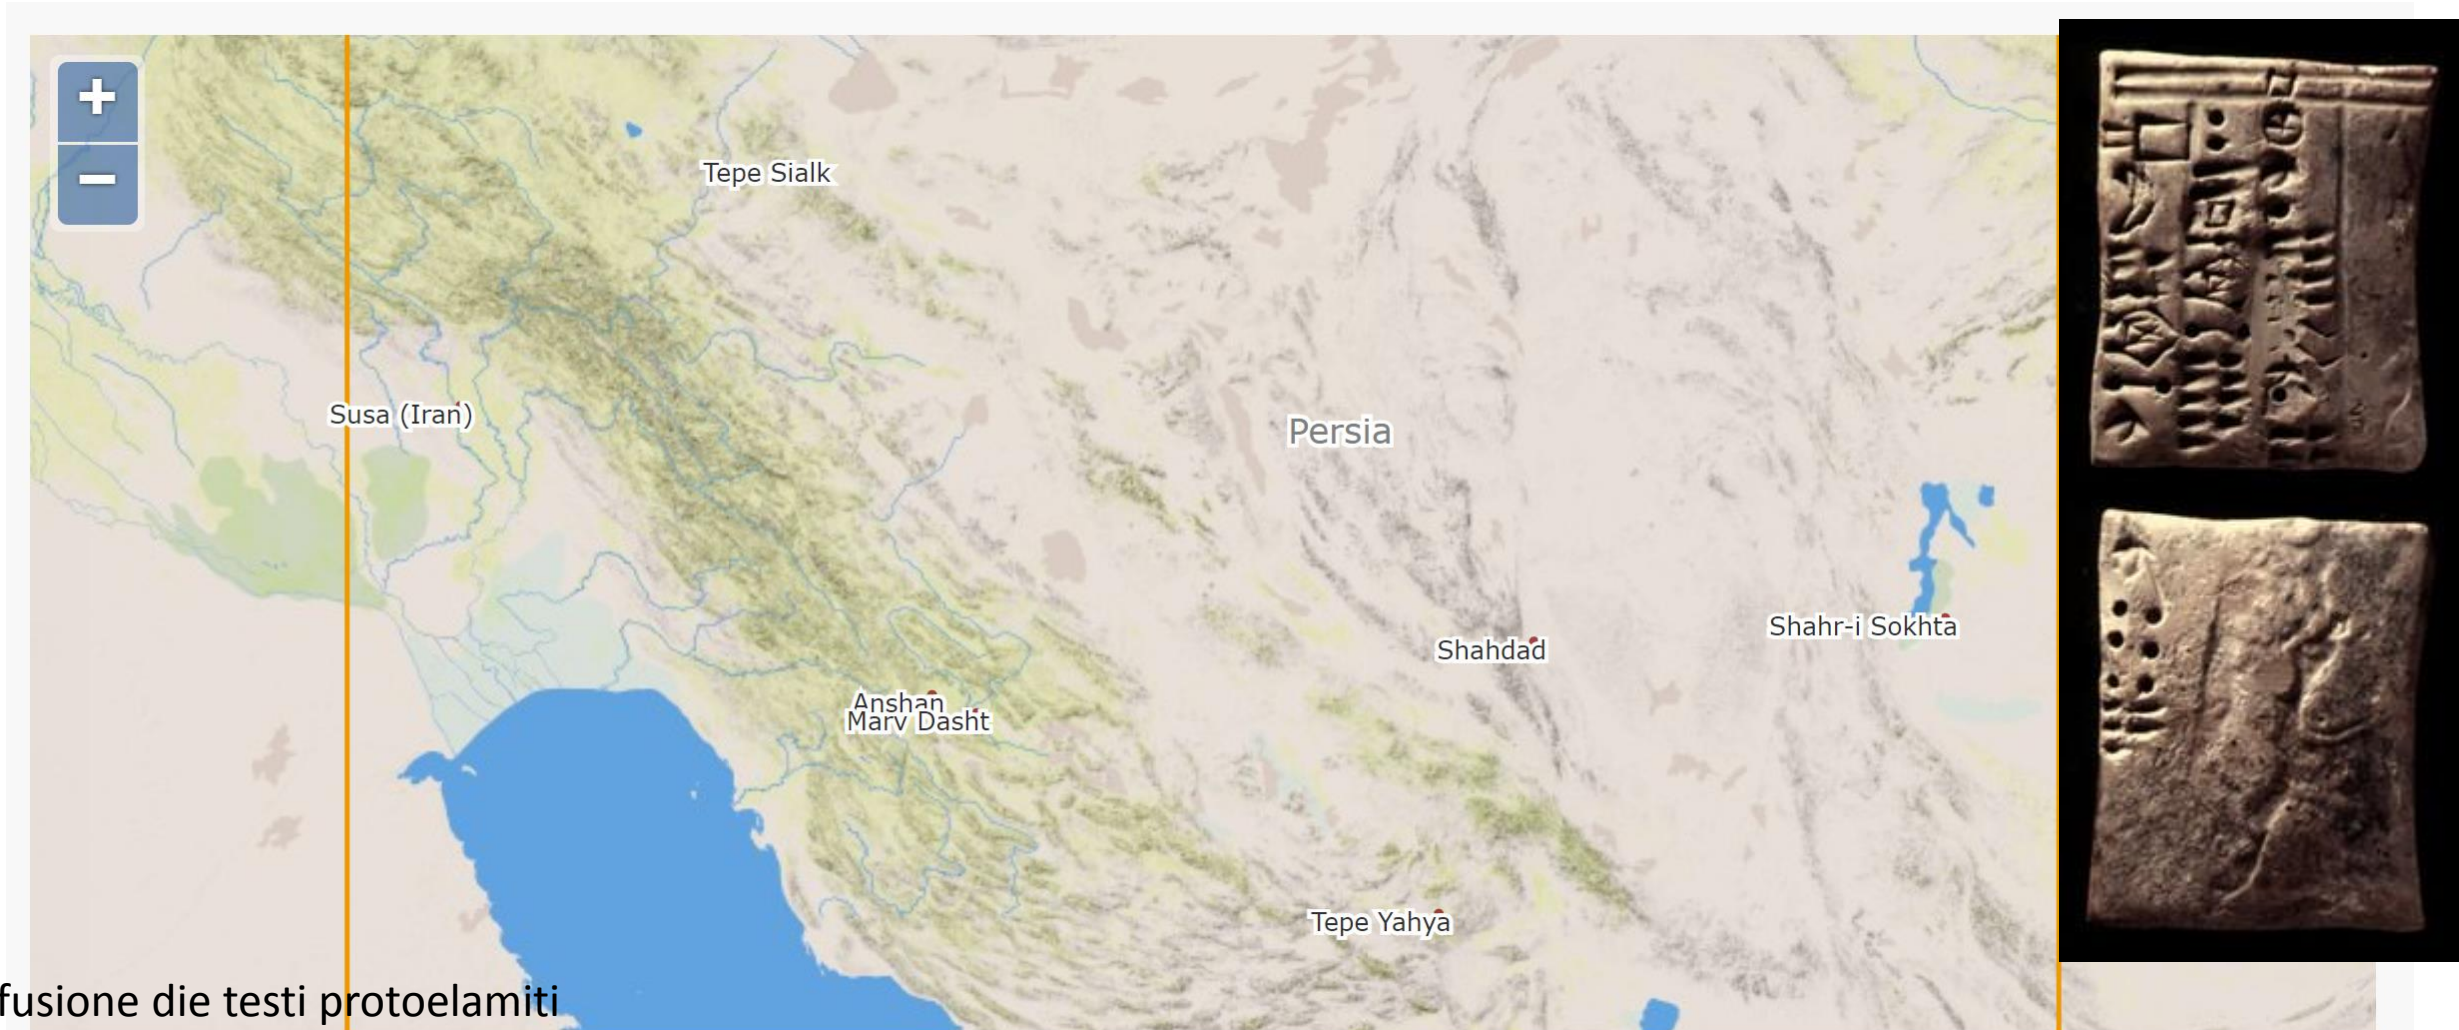 +
−
Tepe Sialk
Susa (Iran)
Persia
Shahr-i Sokhta
Shahdad
Anshan
Marv Dasht
Tepe Yahya
fusione die testi protoelamiti